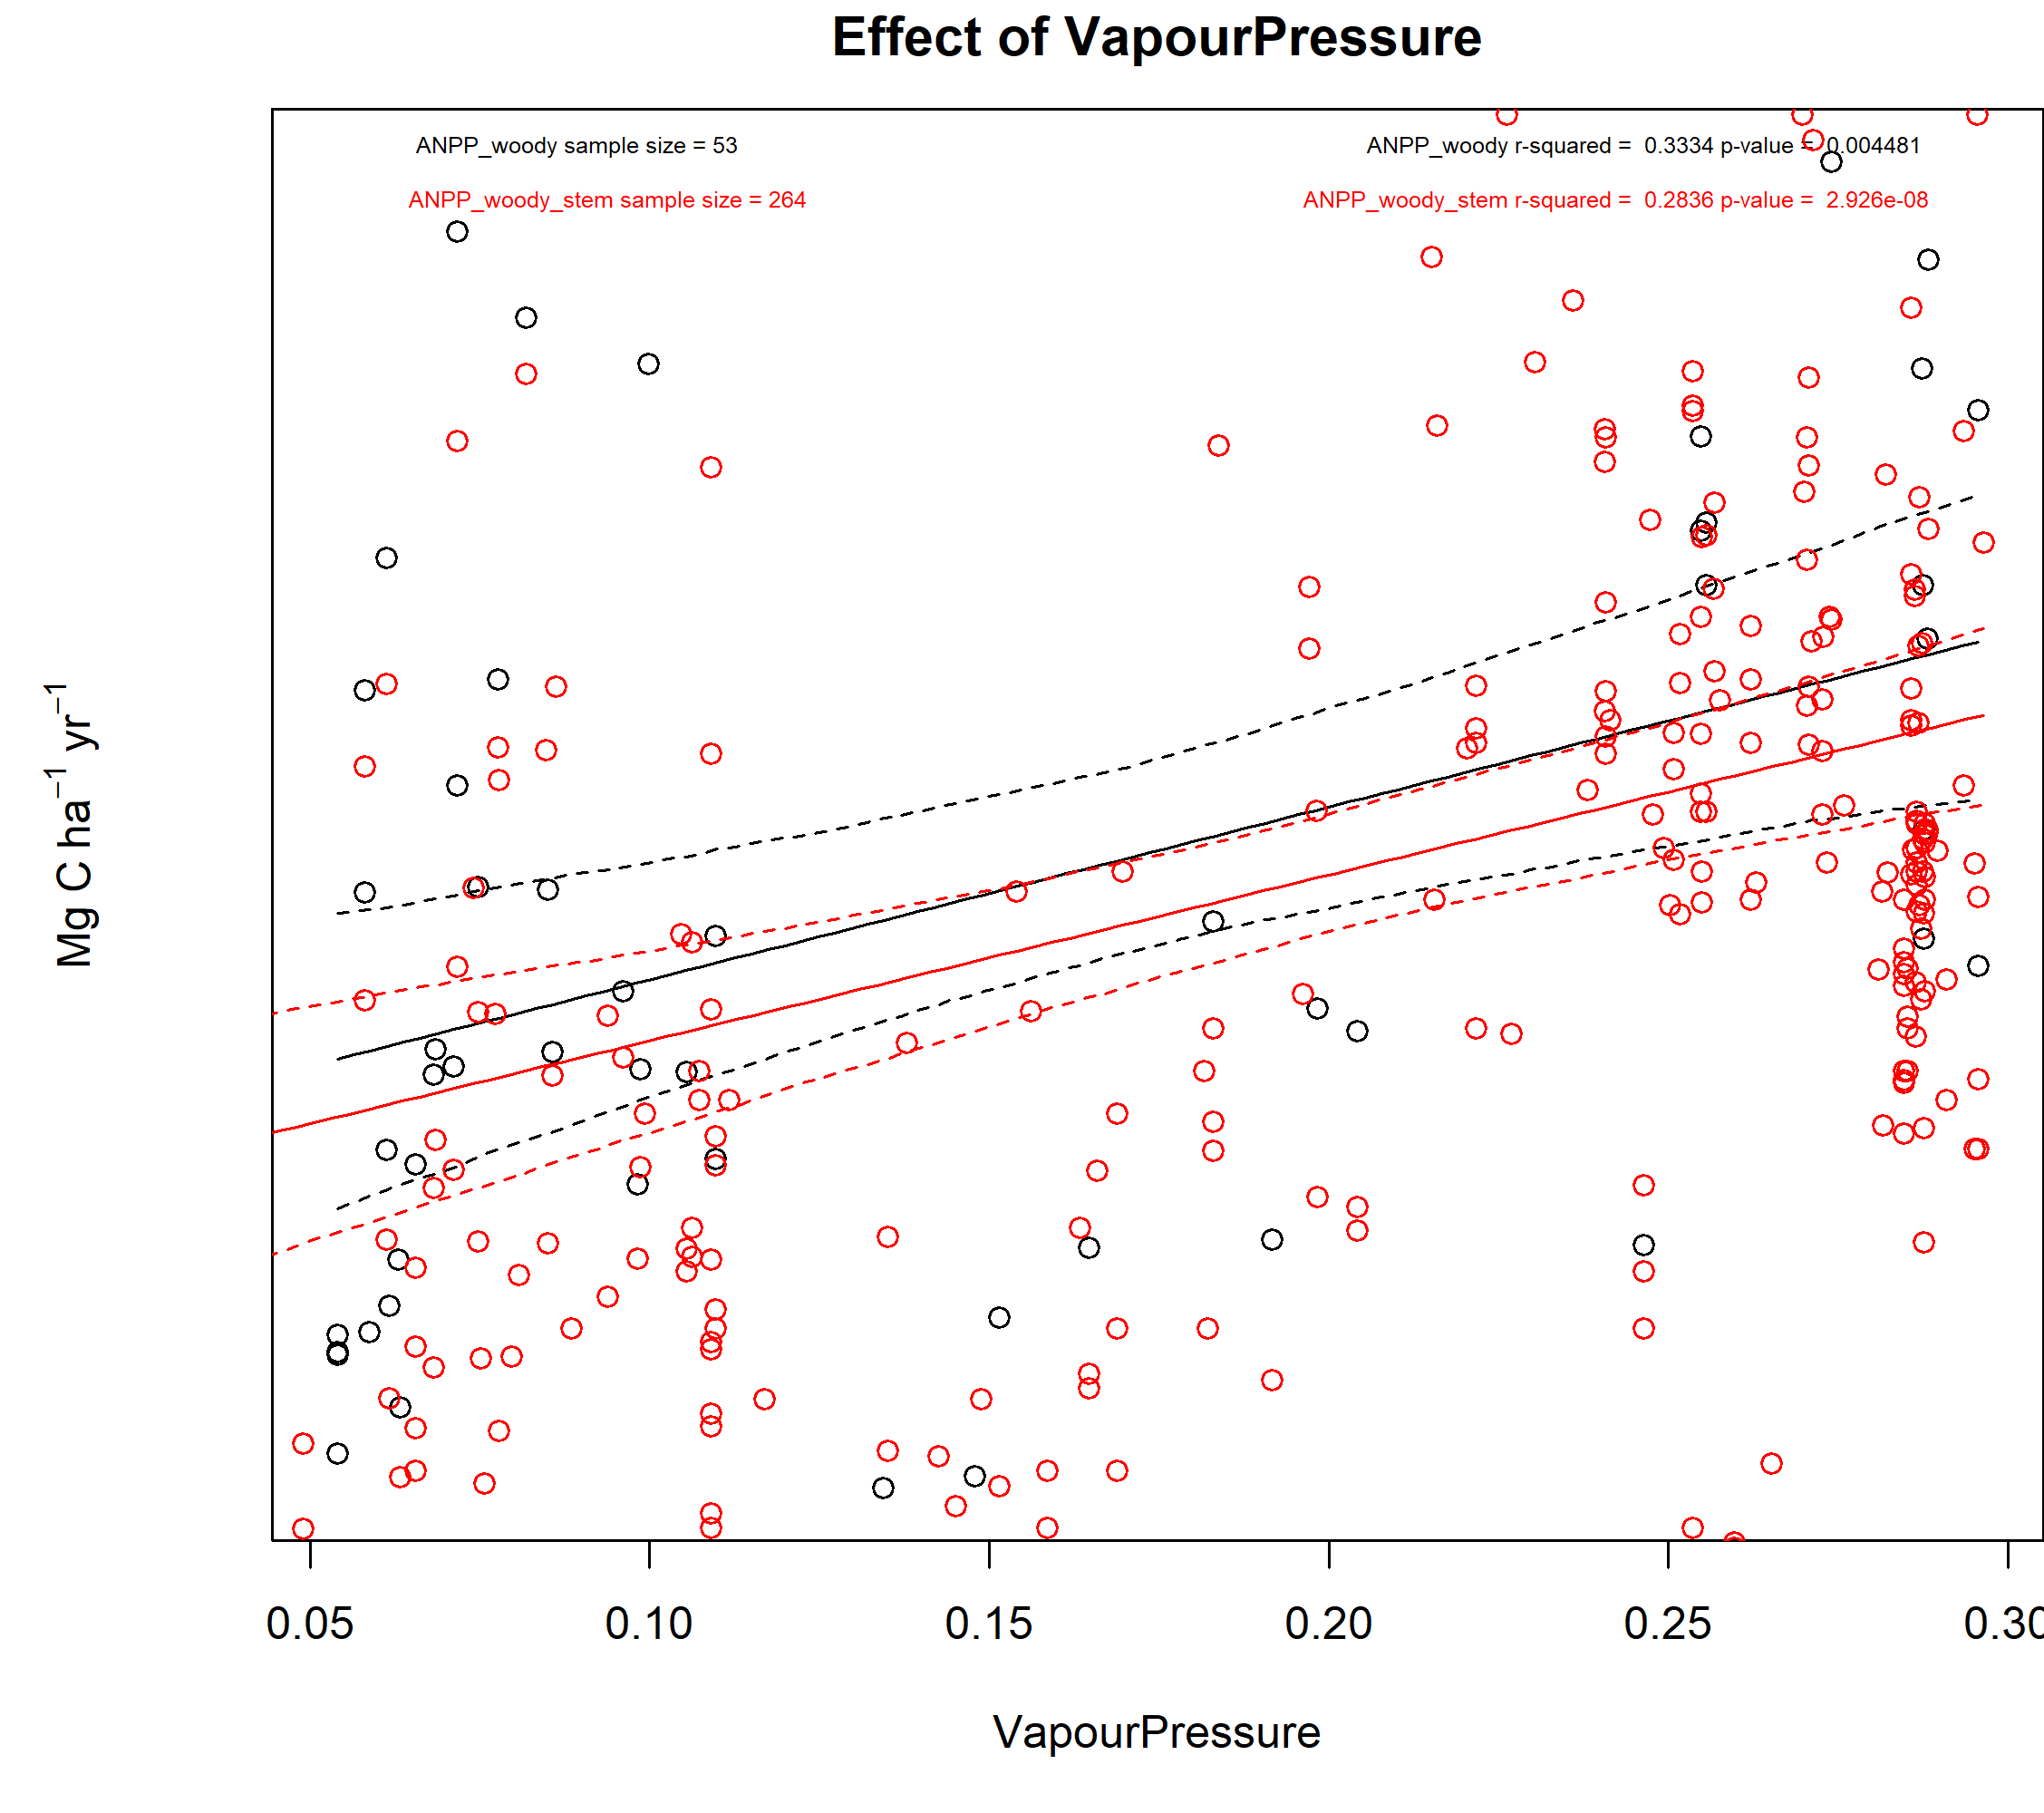 Effect of VapourPressure
ANPP_woody sample size = 53
ANPP_woody r-squared = 0.3334 p-value = 0.004481
ANPP_woody_stem sample size = 264
ANPP_woody_stem r-squared = 0.2836 p-value = 2.926e-08
Mg C ha⁻¹ yr⁻¹
0.05 0.10 0.15 0.20 0.25 0.30
VapourPressure